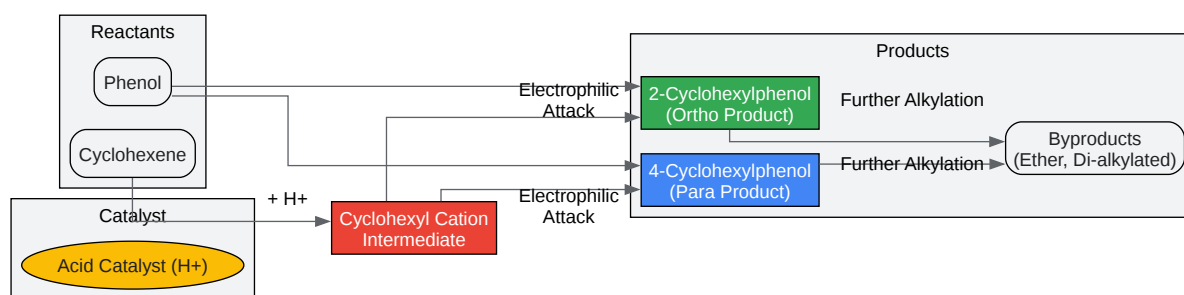 Reactants
Phenol
Cyclohexene
Catalyst
Acid Catalyst (H+)
+ H+
Cyclohexyl Cation
Intermediate
Electrophilic
Attack
Electrophilic
Attack
Products
2-Cyclohexylphenol
(Ortho Product)
4-Cyclohexylphenol
(Para Product)
Further Alkylation
Further Alkylation
Byproducts
(Ether, Di-alkylated)